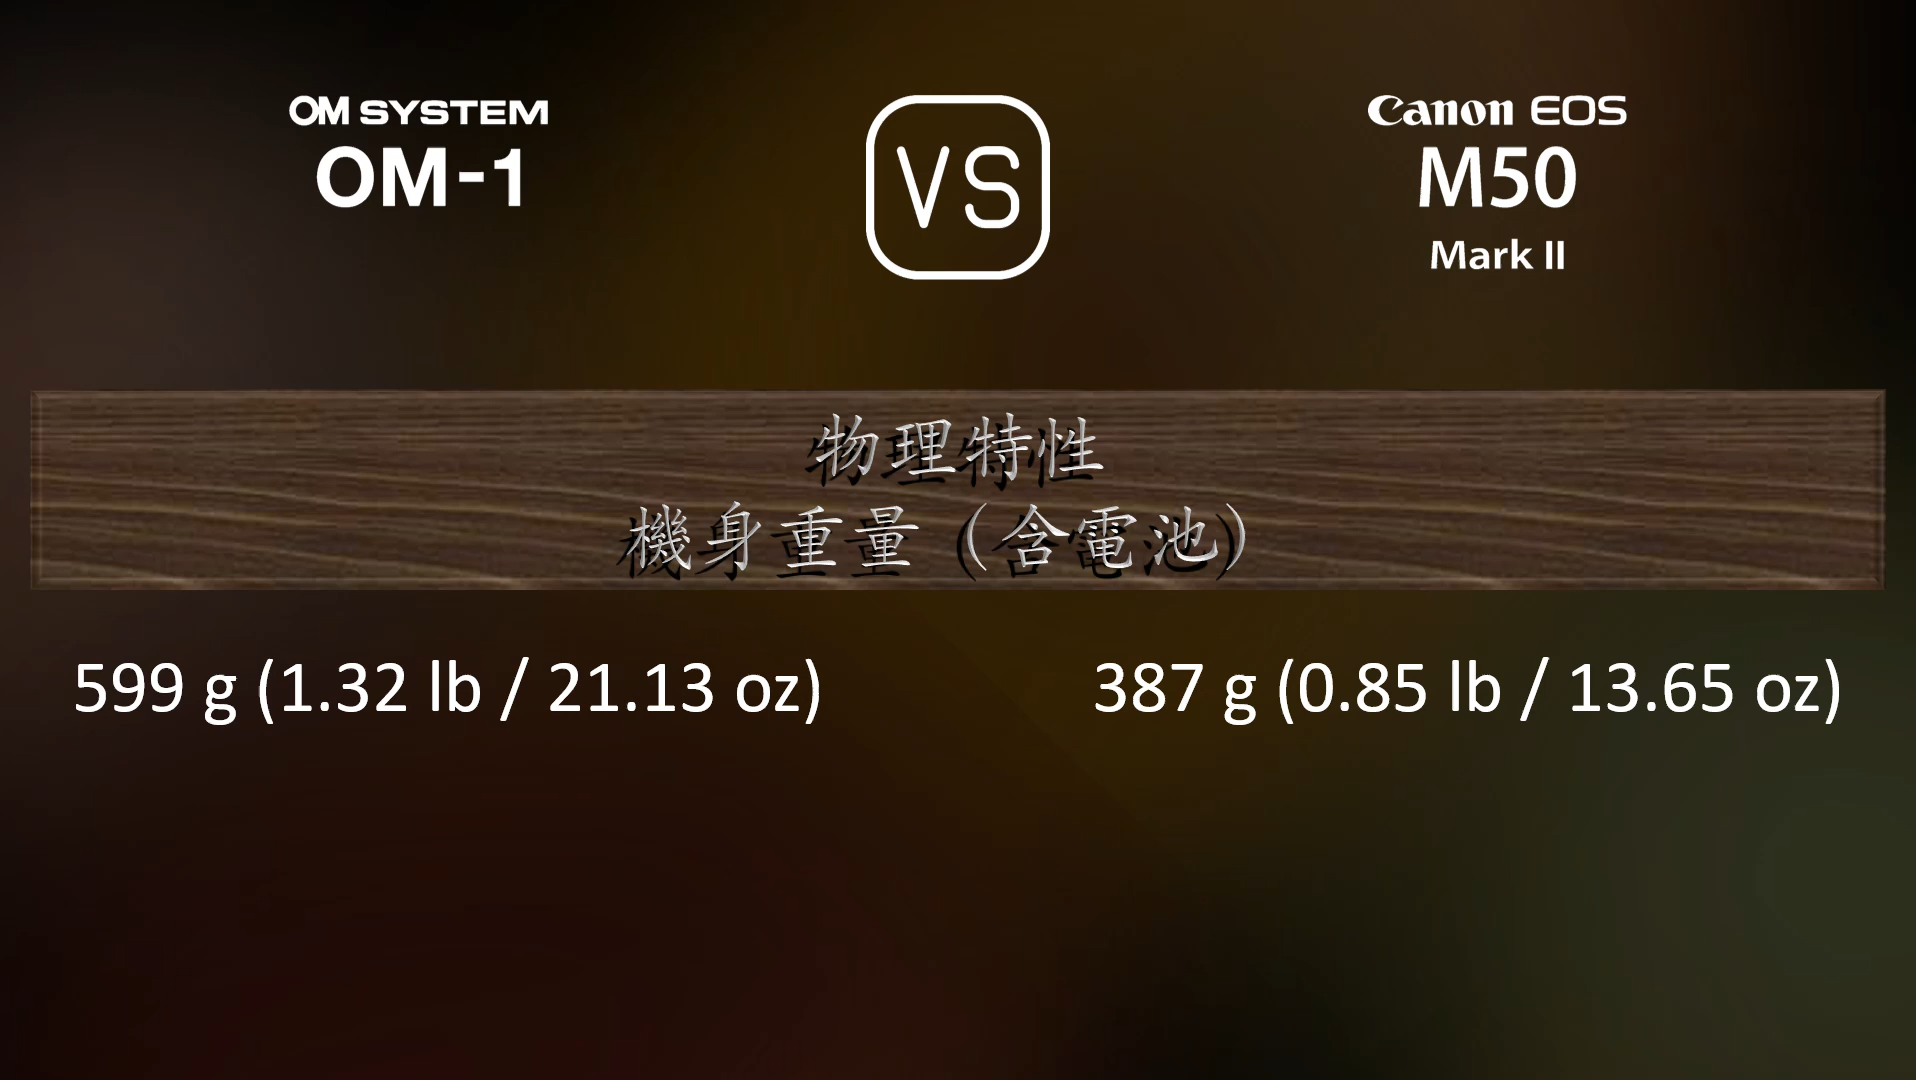 OM SYSTEM
OM-1
VS
Canon EOS
M50
Mark II
物理特性
機身重量（含電池）
599 g (1.32 lb / 21.13 oz)
387 g (0.85 lb / 13.65 oz)